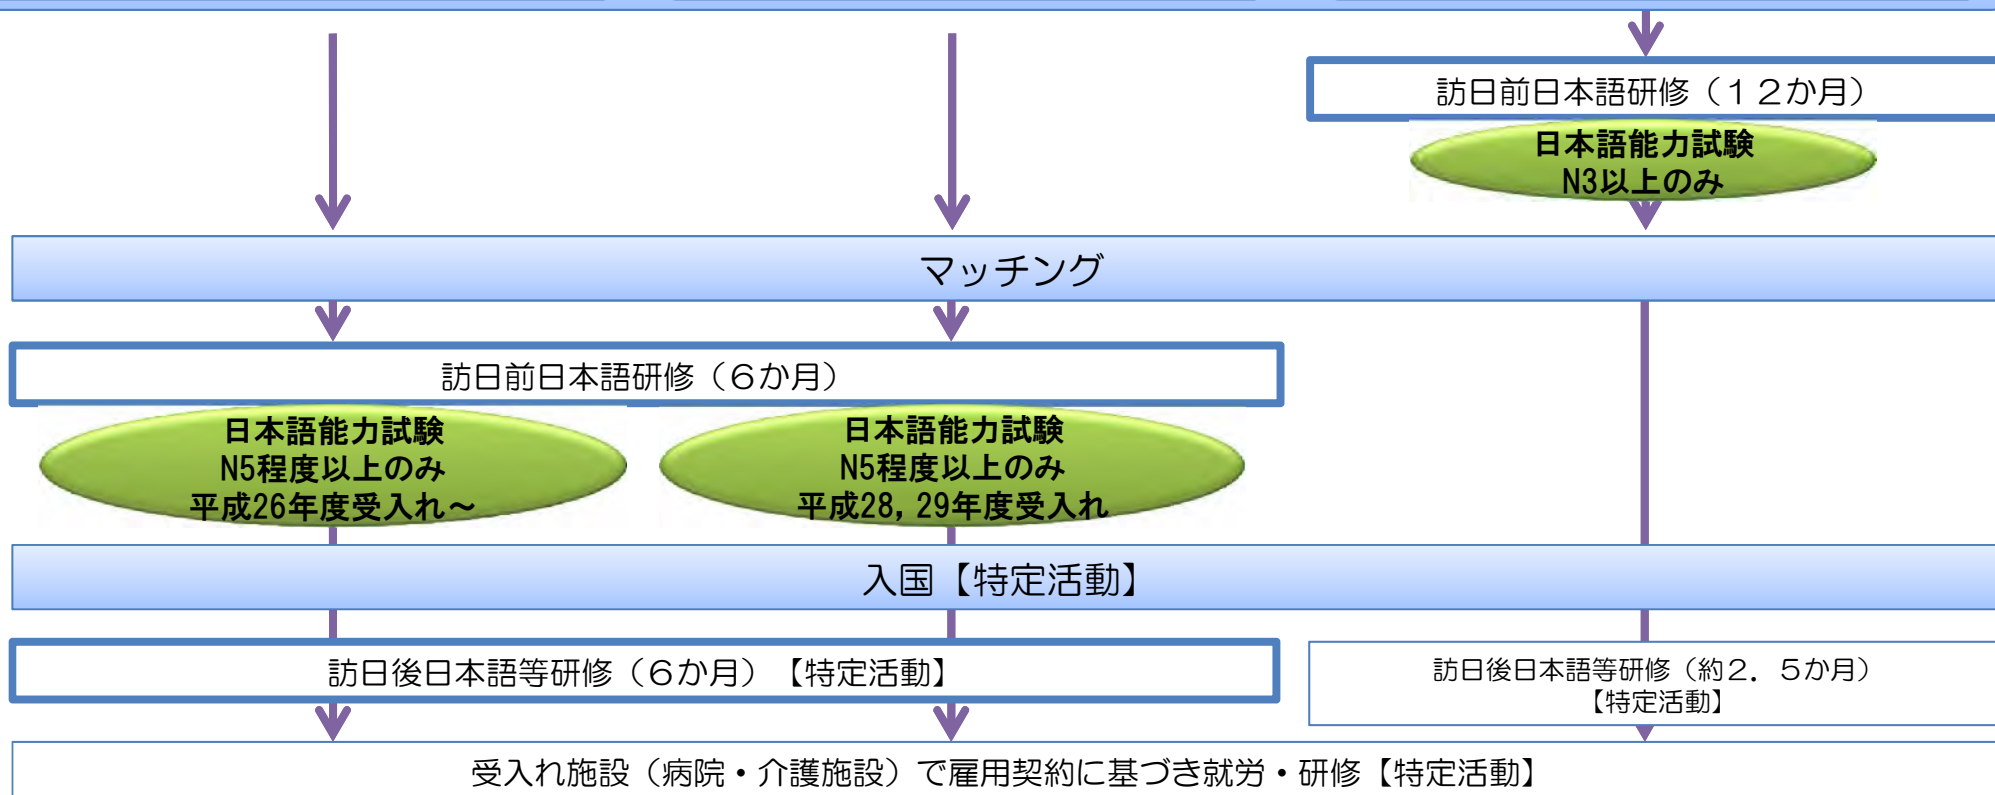 訪日前日本語研修（１２か月）
日本語能力試験
N3以上のみ
マッチング
訪日前日本語研修（６か月）
日本語能力試験
N5程度以上のみ
平成26年度受入れ～
日本語能力試験
N5程度以上のみ
平成28，29年度受入れ
入国【特定活動】
訪日後日本語等研修（６か月）【特定活動】
訪日後日本語等研修（約２．５か月）
【特定活動】
受入れ施設（病院・介護施設）で雇用契約に基づき就労・研修【特定活動】